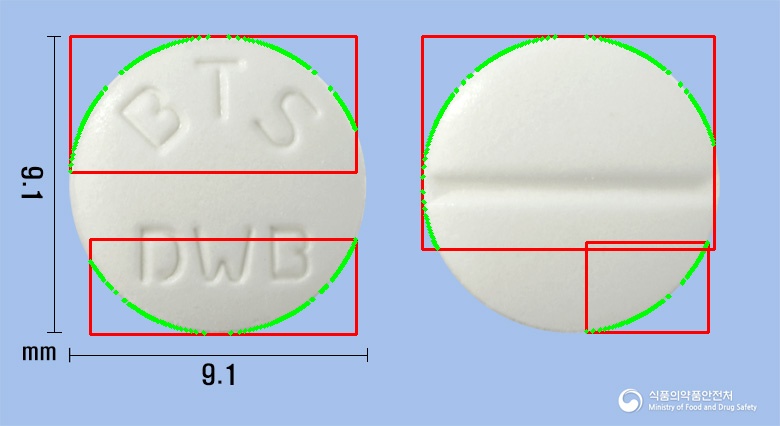 BTS
DWB
9.1
mm
9.1
식품의약품안전처
Ministry of Food and Drug Safety